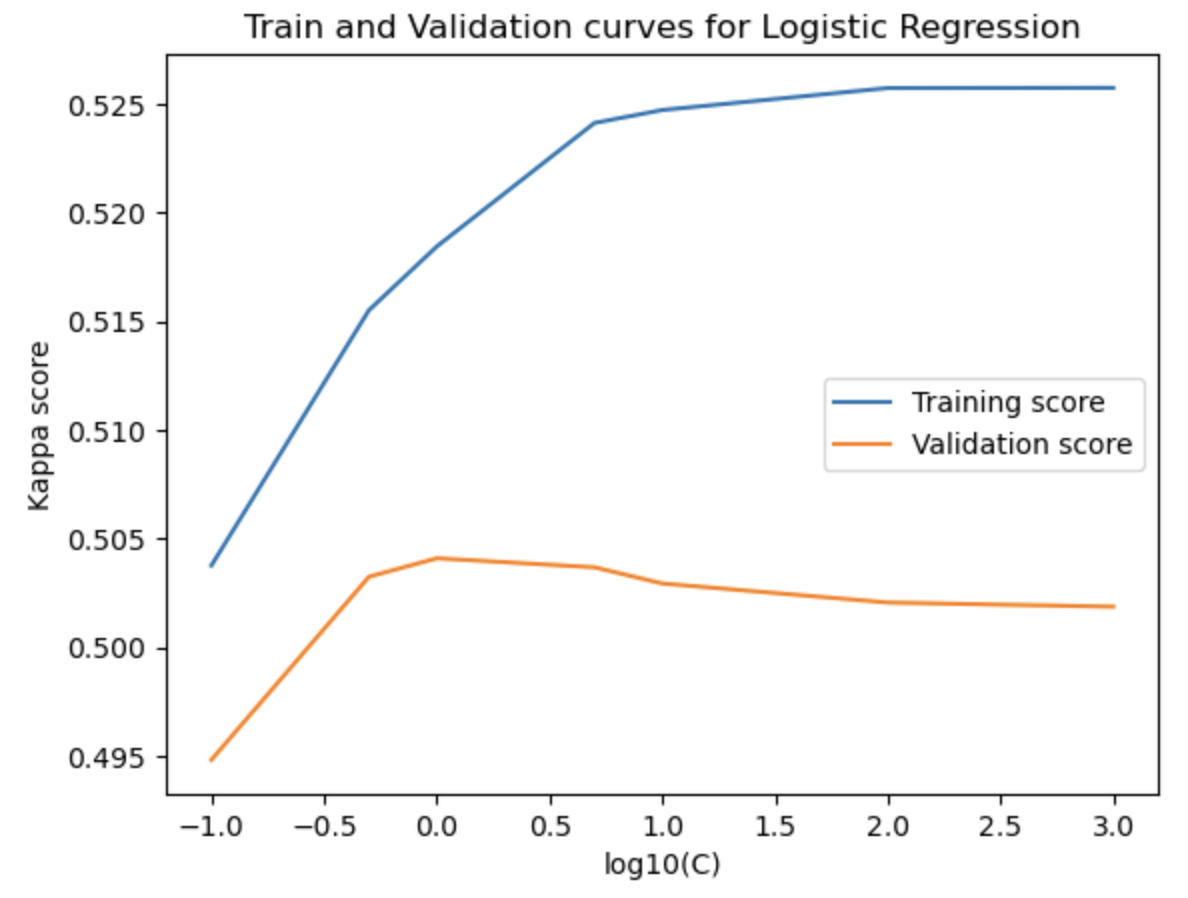 Train and Validation curves for Logistic Regression
0.525
0.520
0.515
0.510
0.505
0.500
0.495
Kappa score
Training score
Validation score
−1.0 −0.5 0.0 0.5 1.0 1.5 2.0 2.5 3.0
log10(C)